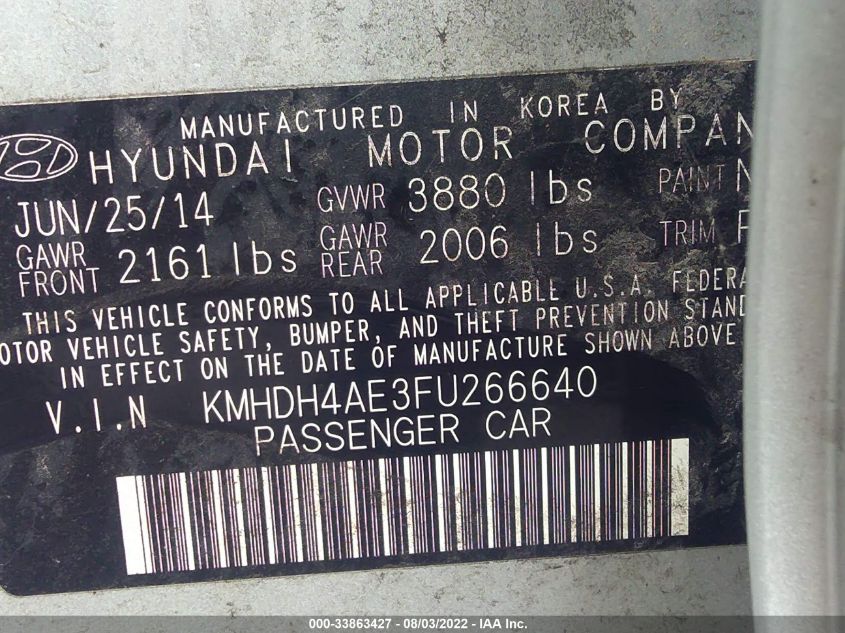 MANUFACTURED IN KOREA BY
HYUNDAI MOTOR COMPAN
JUN/25/14 GVWR 3880 lbs PAINT N
GAWR FRONT 2161 lbs GAWR REAR 2006 lbs TRIM F
THIS VEHICLE CONFORMS TO ALL APPLICABLE U.S.A. FEDERA
OTOR VEHICLE SAFETY, BUMPER, AND THEFT PREVENTION STAND
IN EFFECT ON THE DATE OF MANUFACTURE SHOWN ABOVE
V.I.N KMHDH4AE3FU266640
PASSENGER CAR
000-33863427 - 08/03/2022 - IAA Inc.